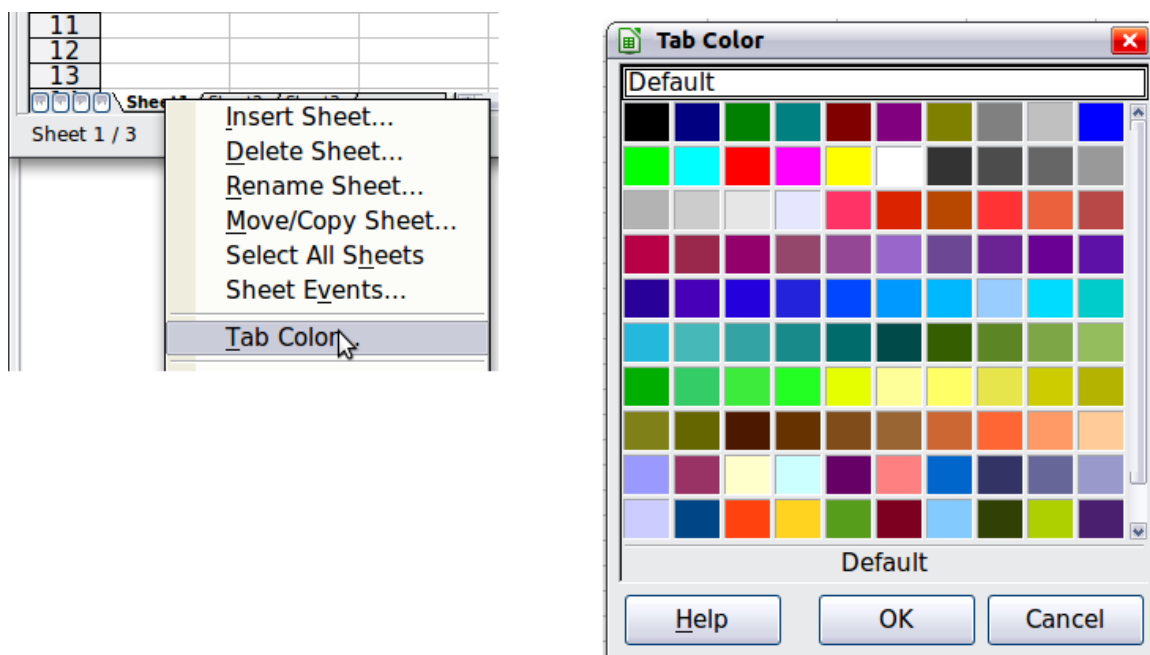 11
12
13
Sheet 1 / 3
Insert Sheet...
Delete Sheet...
Rename Sheet...
Move/Copy Sheet...
Select All Sheets
Sheet Events...
Tab Color
Tab Color
Default
Default
Help
OK
Cancel